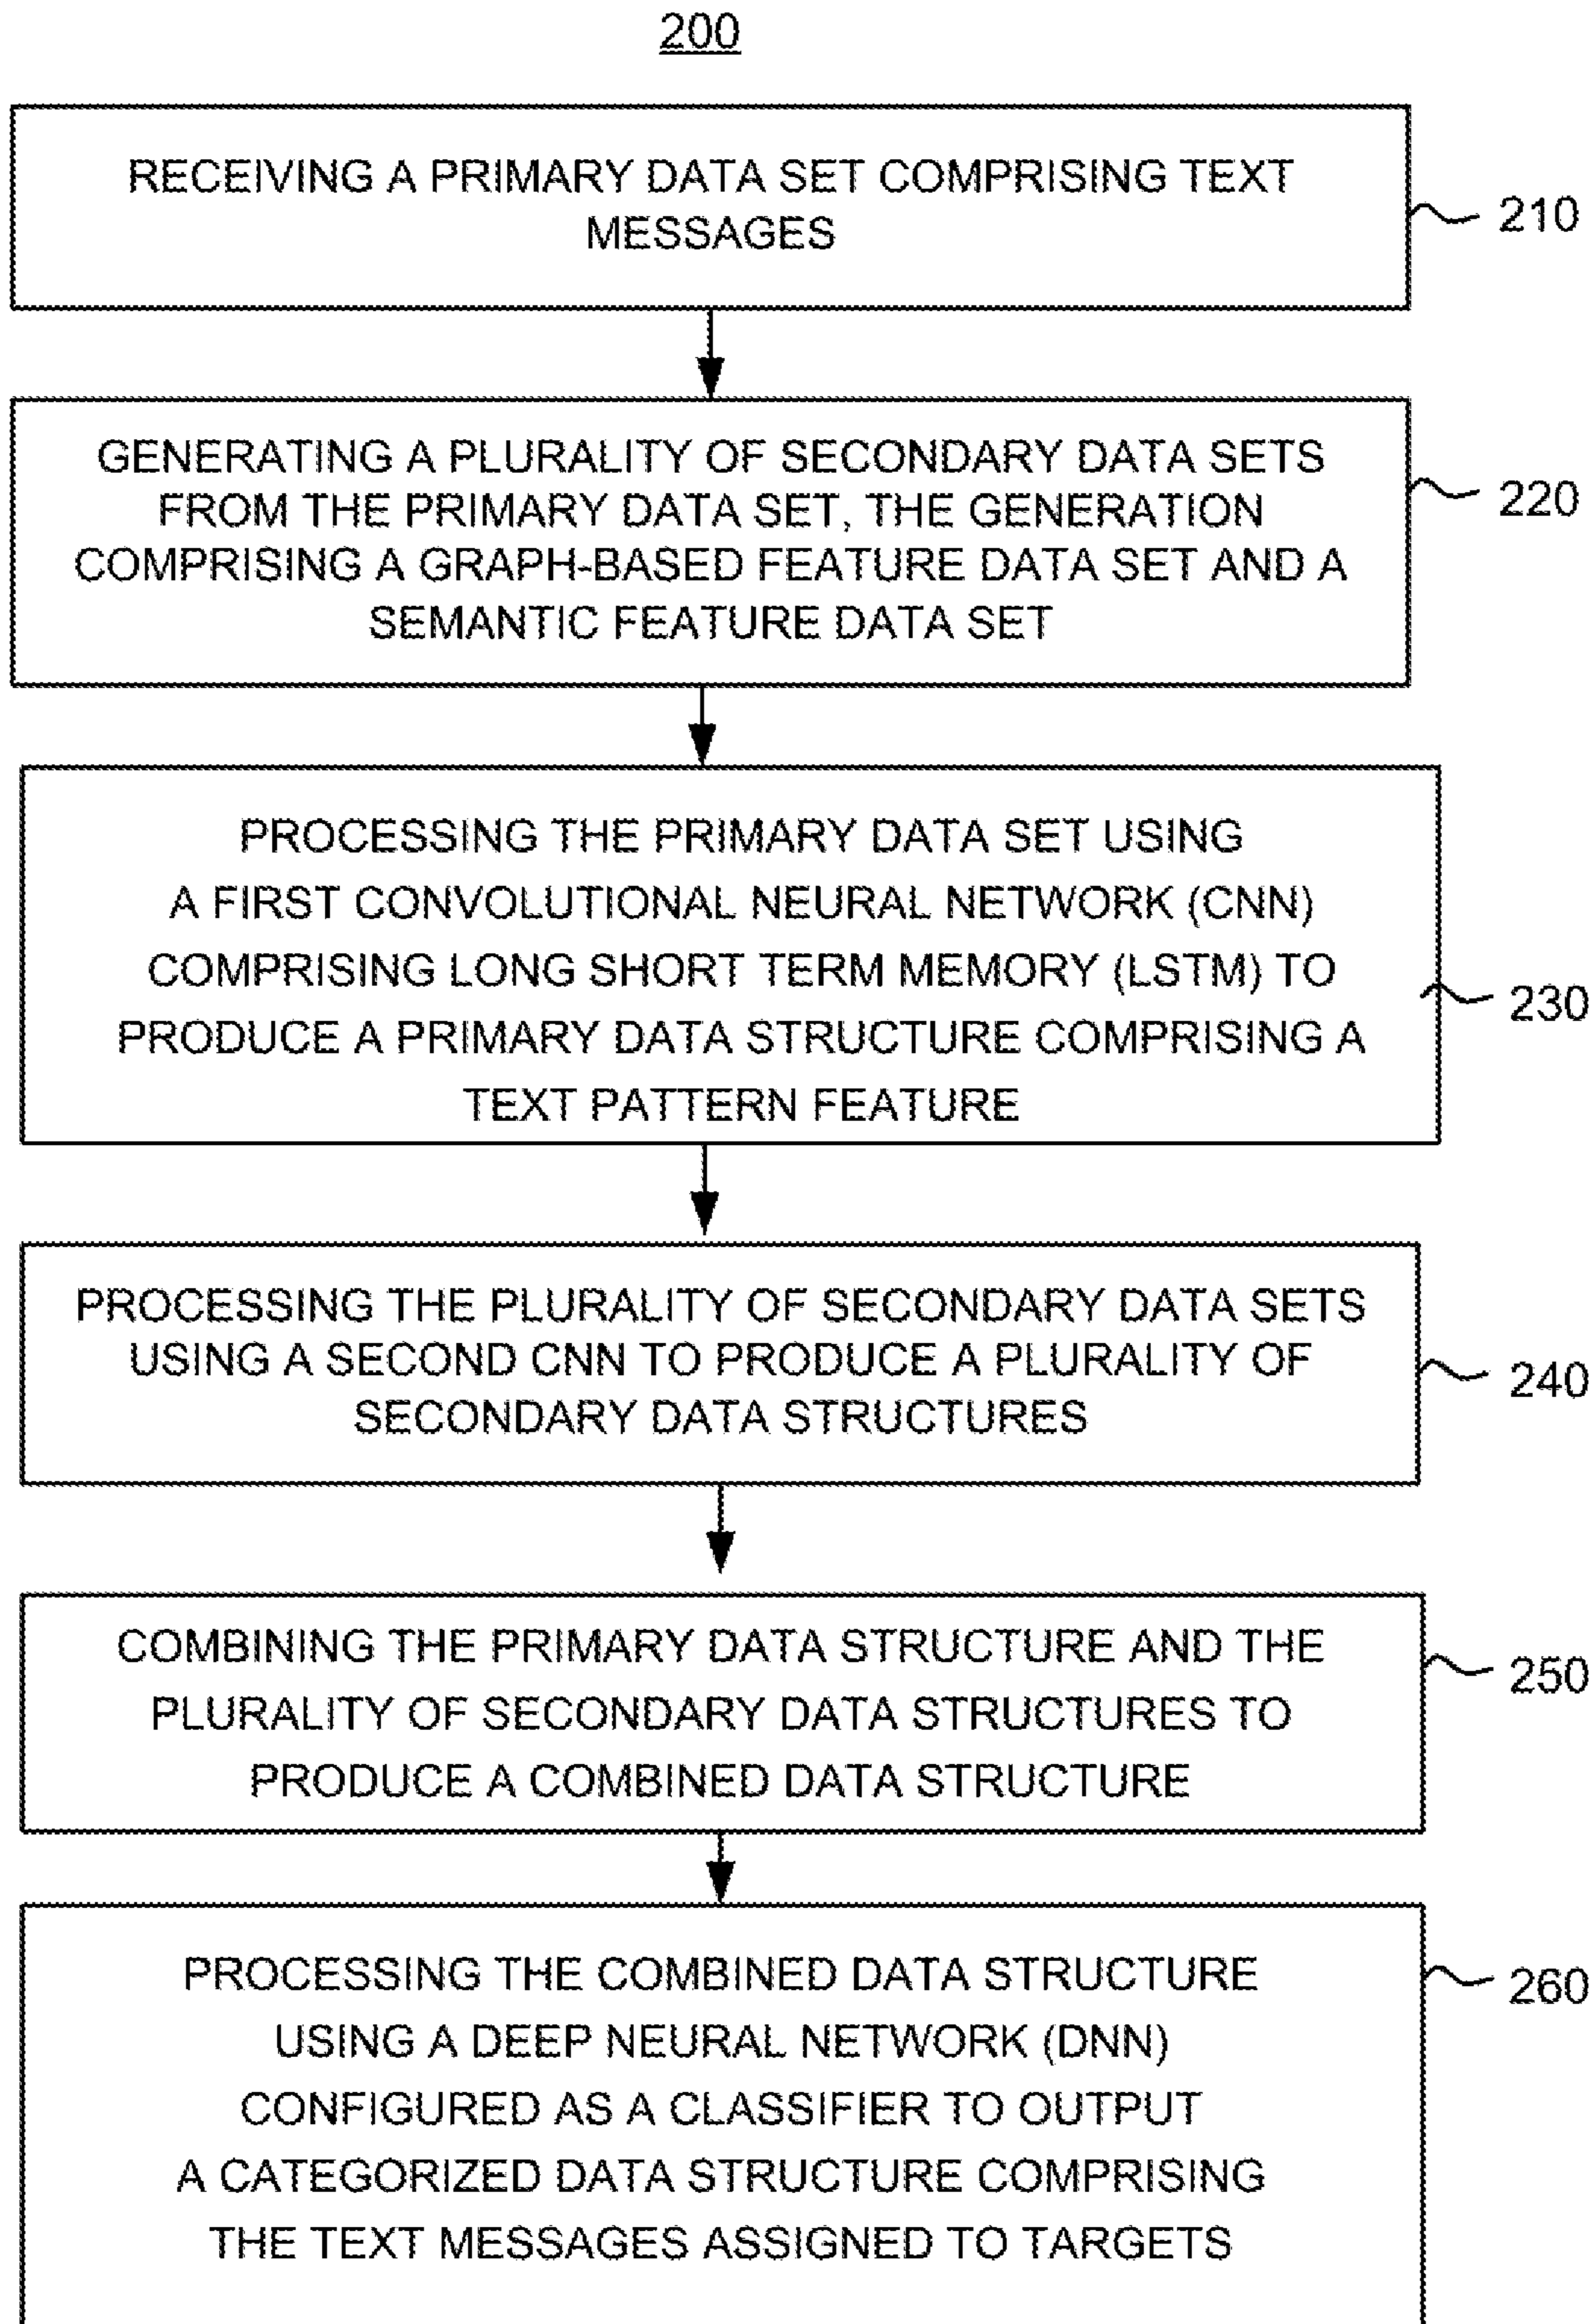 200
RECEIVING A PRIMARY DATA SET COMPRISING TEXT
MESSAGES
210
GENERATING A PLURALITY OF SECONDARY DATA SETS
FROM THE PRIMARY DATA SET, THE GENERATION
COMPRISING A GRAPH-BASED FEATURE DATA SET AND A
SEMANTIC FEATURE DATA SET
220
PROCESSING THE PRIMARY DATA SET USING
A FIRST CONVOLUTIONAL NEURAL NETWORK (CNN)
COMPRISING LONG SHORT TERM MEMORY (LSTM) TO
PRODUCE A PRIMARY DATA STRUCTURE COMPRISING A
TEXT PATTERN FEATURE
230
PROCESSING THE PLURALITY OF SECONDARY DATA SETS
USING A SECOND CNN TO PRODUCE A PLURALITY OF
SECONDARY DATA STRUCTURES
240
COMBINING THE PRIMARY DATA STRUCTURE AND THE
PLURALITY OF SECONDARY DATA STRUCTURES TO
PRODUCE A COMBINED DATA STRUCTURE
250
PROCESSING THE COMBINED DATA STRUCTURE
USING A DEEP NEURAL NETWORK (DNN)
CONFIGURED AS A CLASSIFIER TO OUTPUT
A CATEGORIZED DATA STRUCTURE COMPRISING
THE TEXT MESSAGES ASSIGNED TO TARGETS
260